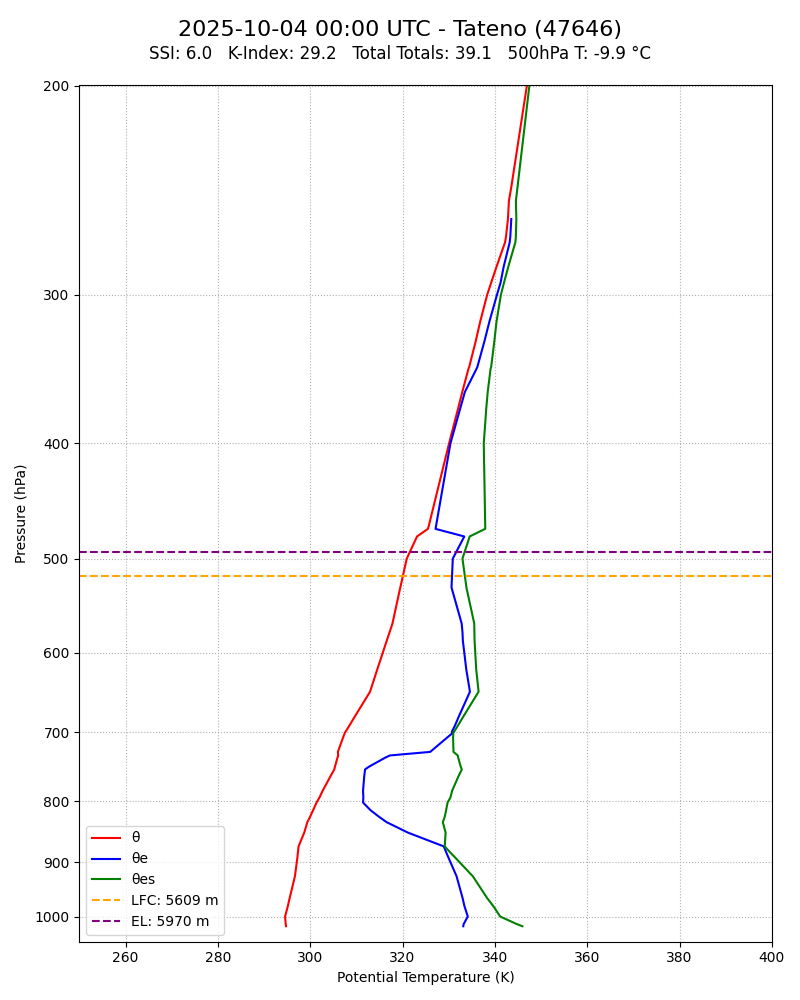 2025-10-04 00:00 UTC - Tateno (47646)
SSI: 6.0 K-Index: 29.2 Total Totals: 39.1 500hPa T: -9.9 °C
200
300
400
500
600
700
800
900
1000
Pressure (hPa)
θ
θe
θes
LFC: 5609 m
EL: 5970 m
260 280 300 320 340 360 380 400
Potential Temperature (K)